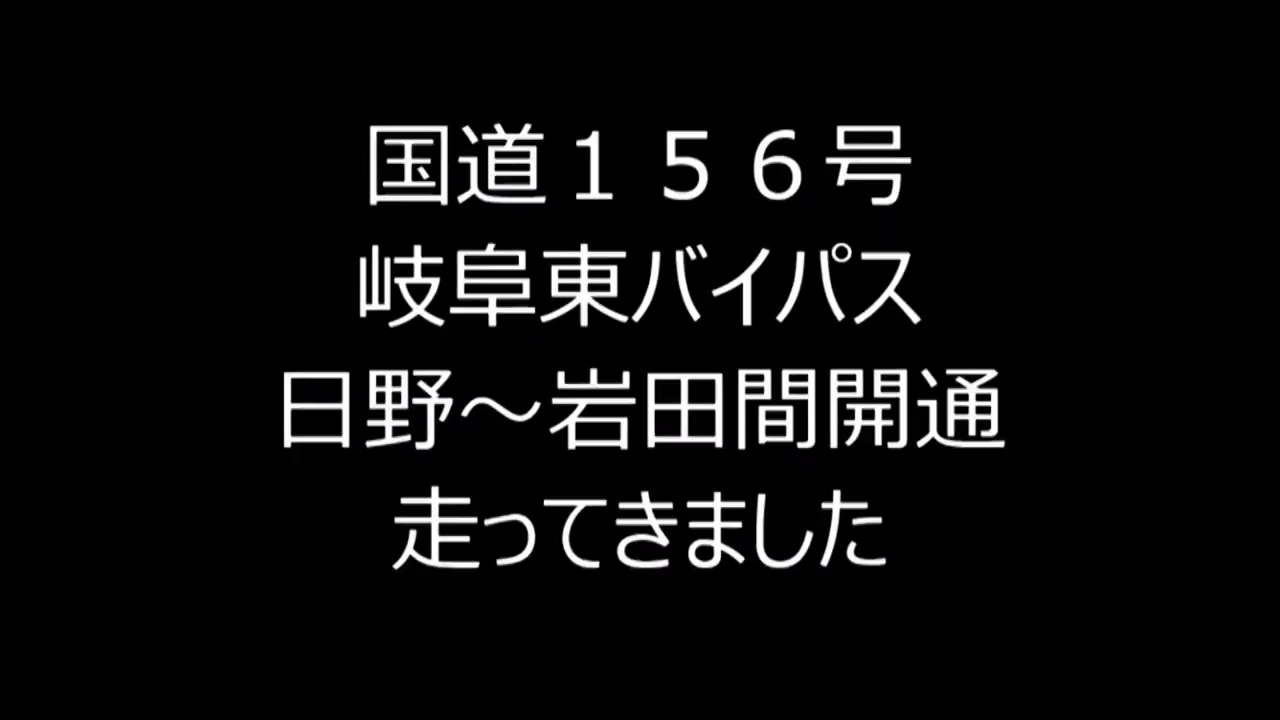 国道１５６号
岐阜東バイパス
日野～岩田間開通
走ってきました